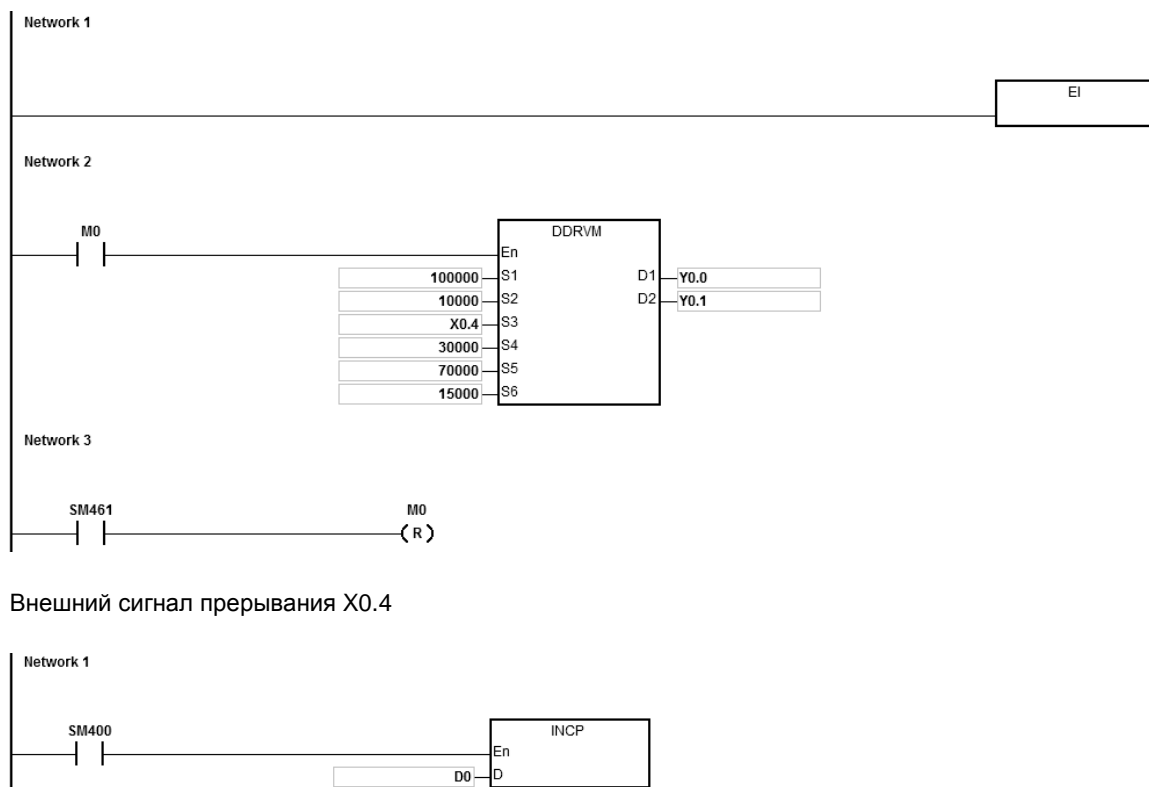 Network 1
EI
Network 2
M0
DDRVM
En
100000 S1 D1 Y0.0
10000 S2 D2 Y0.1
X0.4 S3
30000 S4
70000 S5
15000 S6
Network 3
SM461 M0
( R )
Внешний сигнал прерывания X0.4
Network 1
SM400 INCP
En
D0 D